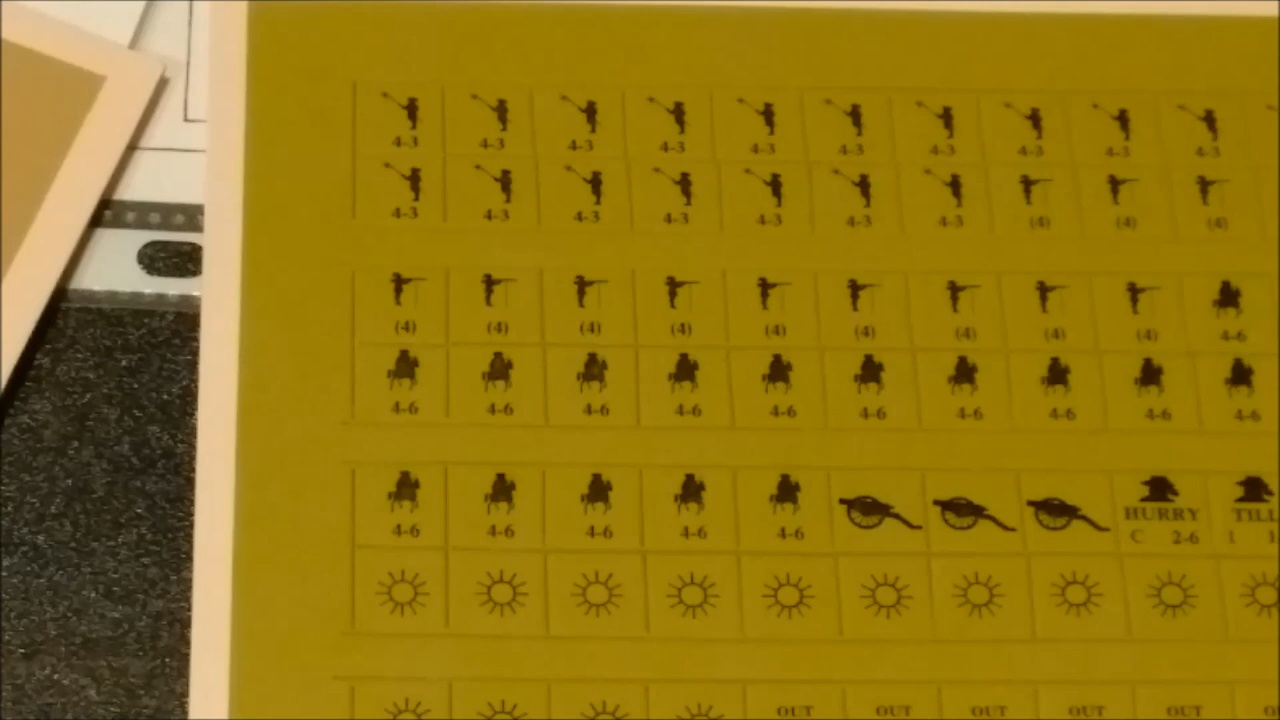 4-3 4-3 4-3 4-3 4-3 4-3 4-3 4-3 4-3 4-3
4-3 4-3 4-3 4-3 4-3 4-3 4-3 (4) (4) (4)
(4) (4) (4) (4) (4) (4) (4) (4) (4) 4-6
4-6 4-6 4-6 4-6 4-6 4-6 4-6 4-6 4-6 4-6
HURRY TILL
4-6 4-6 4-6 4-6 4-6 C 2-6 1 1
OUT OUT OUT OUT OUT